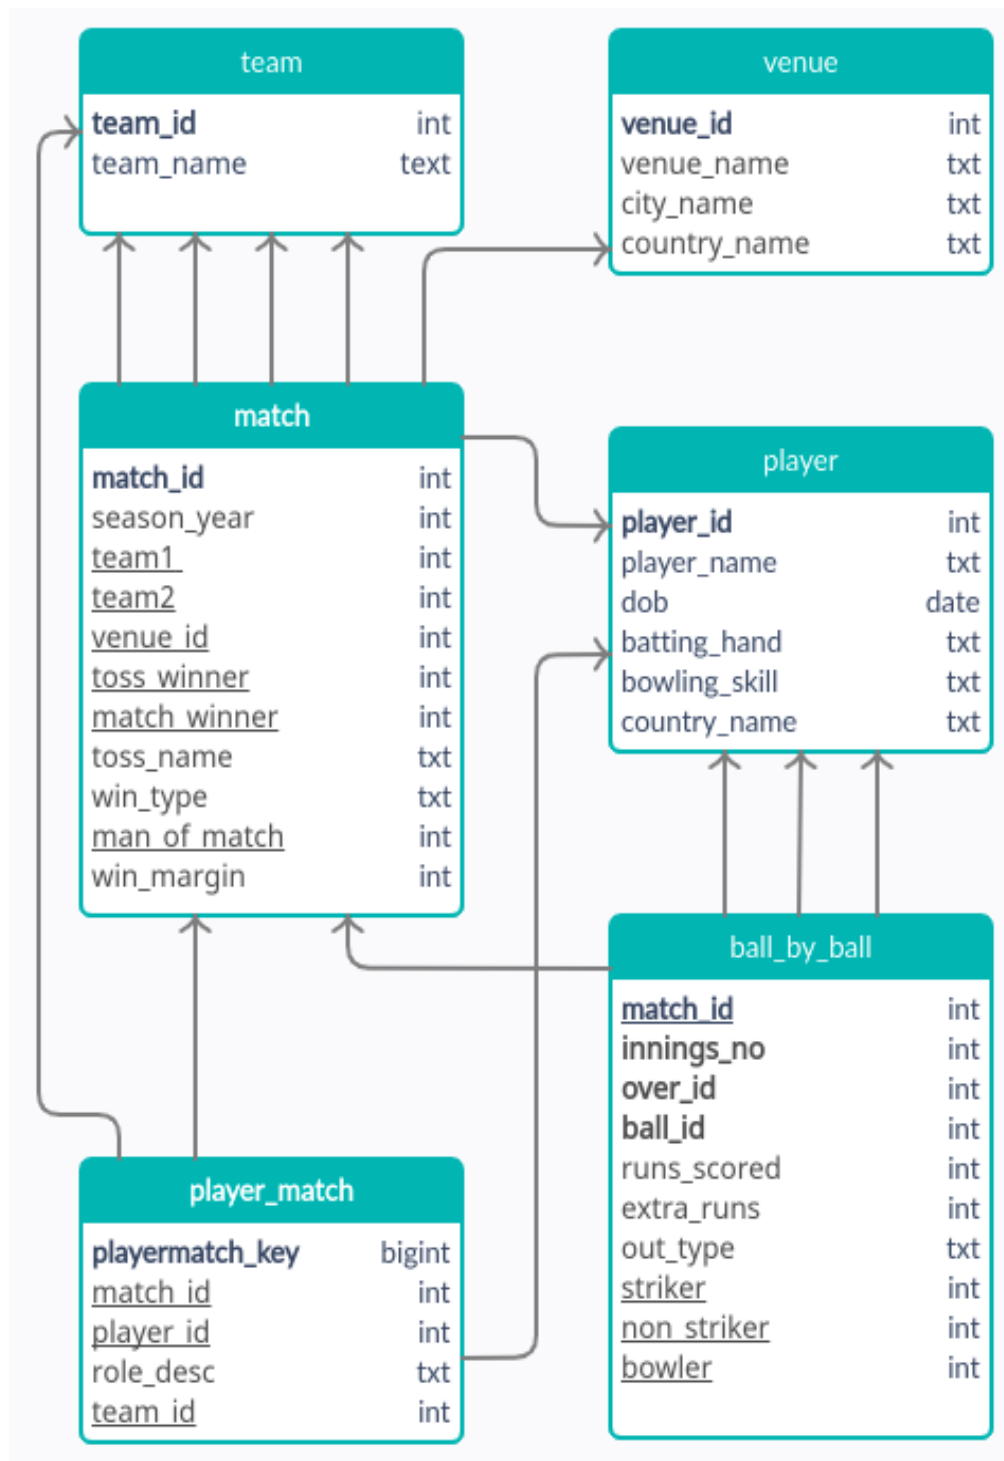 team
team_id int
team_name text
venue
venue_id int
venue_name txt
city_name txt
country_name txt
match
match_id int
season_year int
team1 int
team2 int
venue_id int
toss_winner int
match_winner int
toss_name txt
win_type txt
man_of_match int
win_margin int
player
player_id int
player_name txt
dob date
batting_hand txt
bowling_skill txt
country_name txt
ball_by_ball
match_id int
innings_no int
over_id int
ball_id int
runs_scored int
extra_runs int
out_type txt
striker int
non_striker int
bowler int
player_match
playermatch_key bigint
match_id int
player_id int
role_desc txt
team_id int